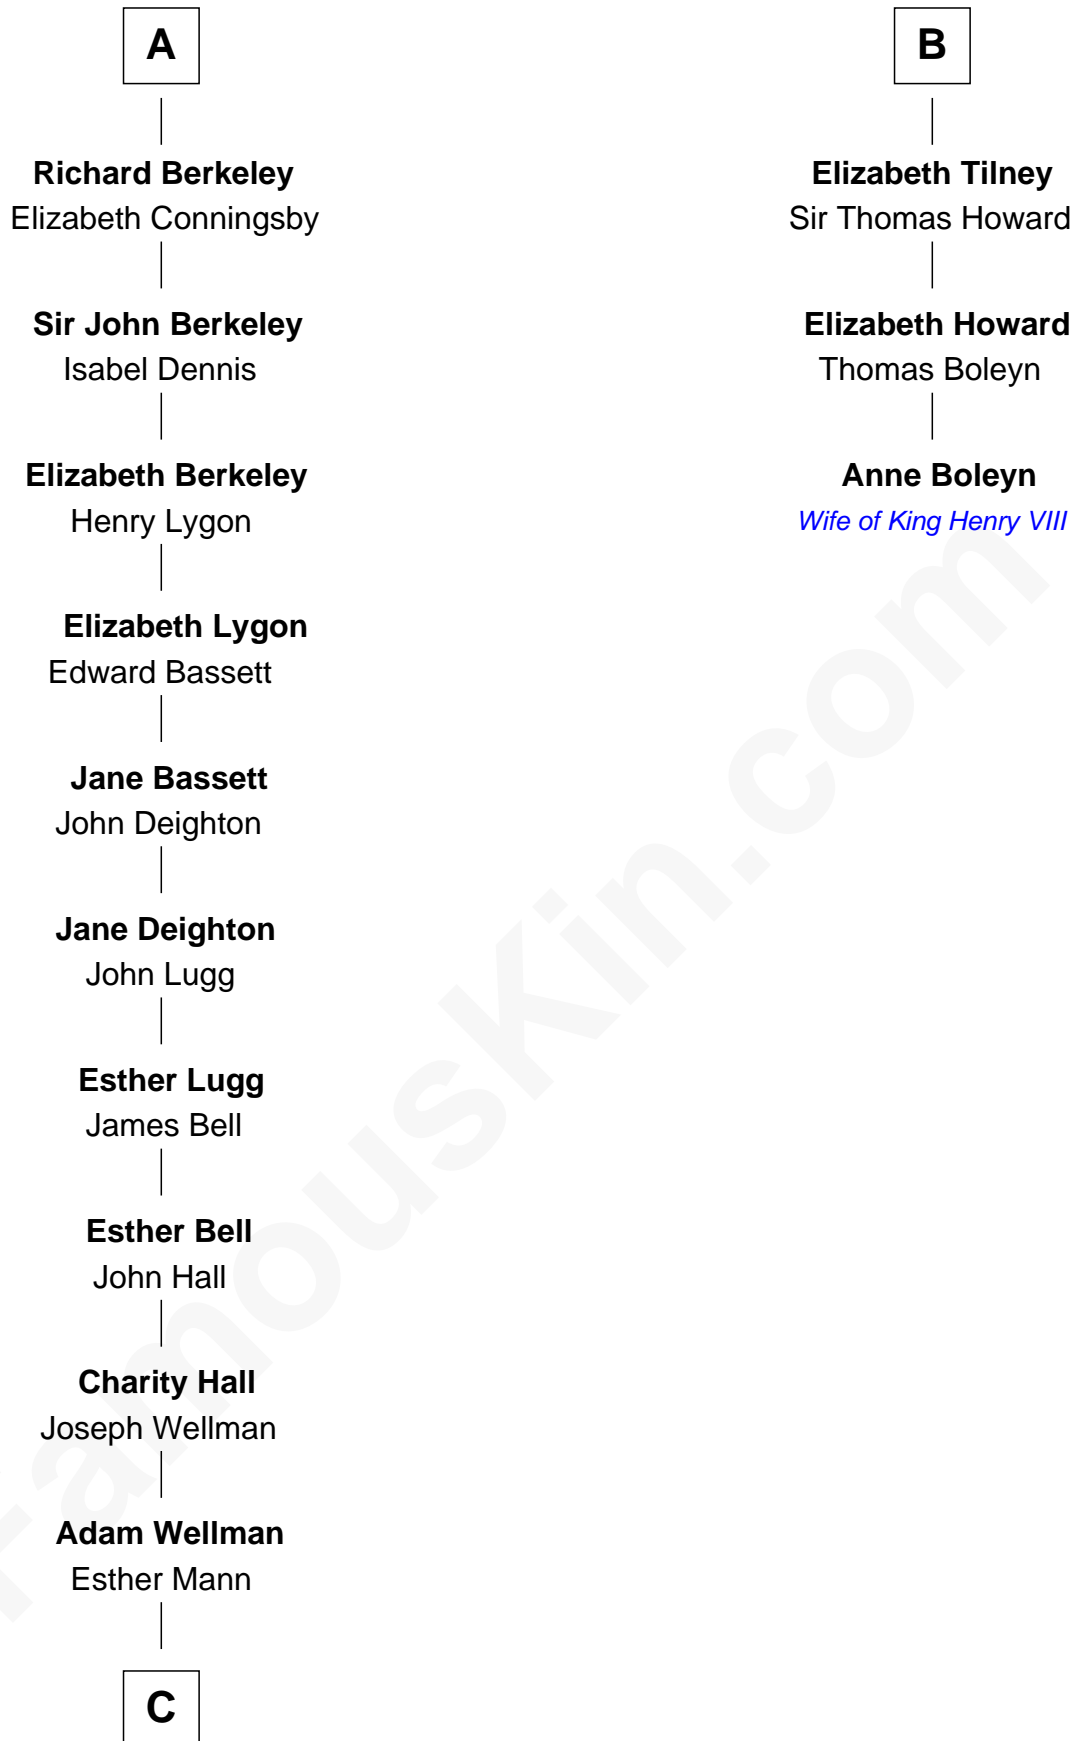 A
Richard Berkeley
Elizabeth Conningsby
Sir John Berkeley
Isabel Dennis
Elizabeth Berkeley
Henry Lygon
Elizabeth Lygon
Edward Bassett
Jane Bassett
John Deighton
Jane Deighton
John Lugg
Esther Lugg
James Bell
Esther Bell
John Hall
Charity Hall
Joseph Wellman
Adam Wellman
Esther Mann
C
B
Elizabeth Tilney
Sir Thomas Howard
Elizabeth Howard
Thomas Boleyn
Anne Boleyn
Wife of King Henry VIII
FamousKin.com